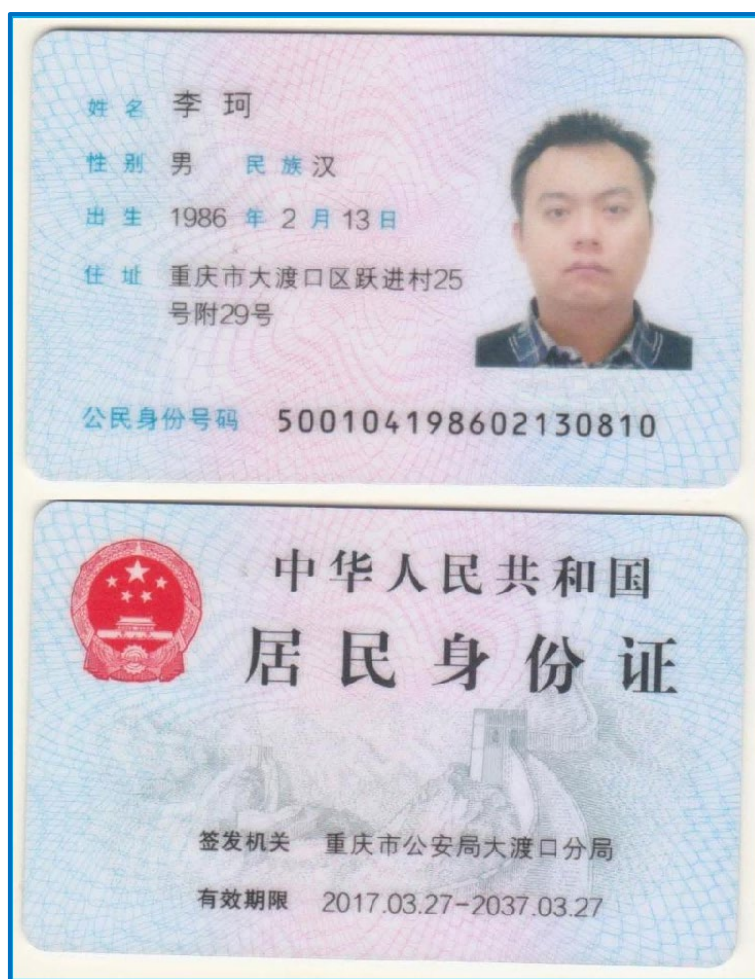 姓名 李珂
性别 男 民族 汉
出生 1986 年 2 月 13 日
住址 重庆市大渡口区跃进村25
号附29号
公民身份号码 500104198602130810
中华人民共和国
居民身份证
签发机关 重庆市公安局大渡口分局
有效期限 2017.03.27-2037.03.27